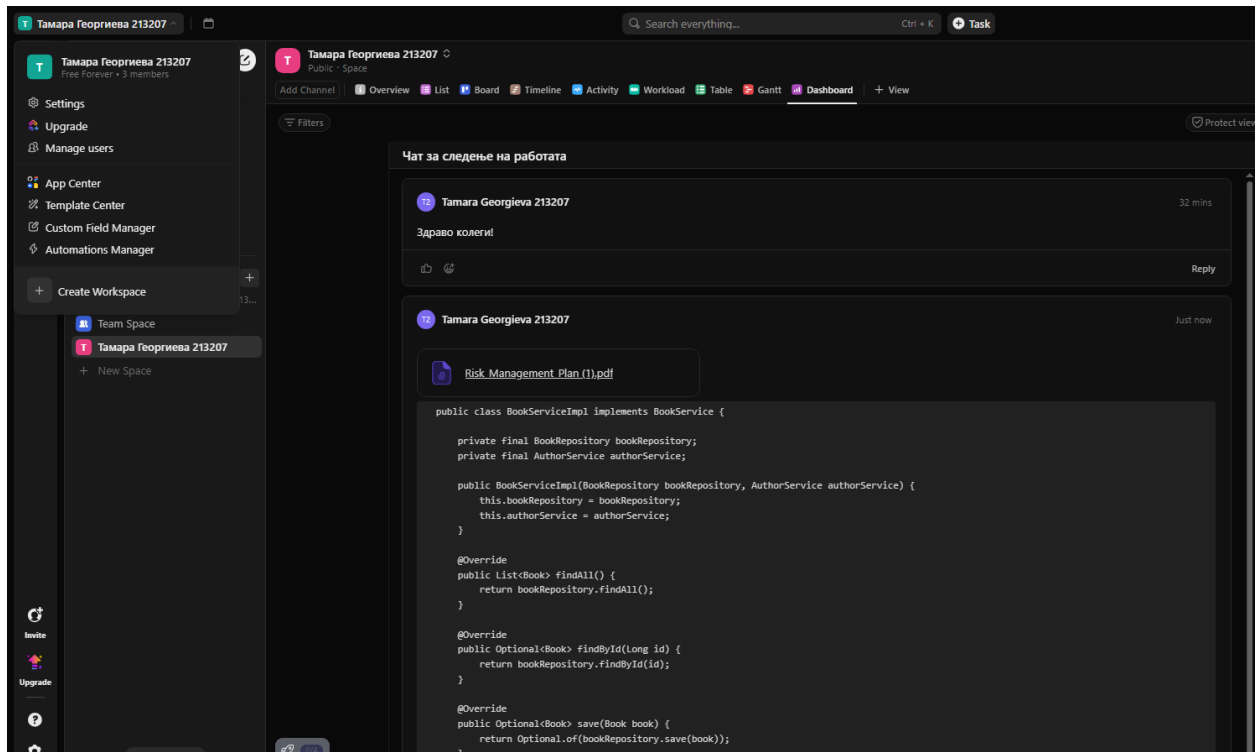 T Тамара Георгиева 213207
Search everything... Ctrl + K
Task
T Тамара Георгиева 213207
Free Forever • 3 members
Settings
Upgrade
Manage users
App Center
Template Center
Custom Field Manager
Automations Manager
+ Create Workspace
13...
Team Space
T Тамара Георгиева 213207
+ New Space
Invite
Upgrade
T Тамара Георгиева 213207
Public • Space
Add Channel Overview List Board Timeline Activity Workload Table Gantt Dashboard + View
Filters Protect view
Чат за следење на работата
T2 Tamara Georgieva 213207 32 mins
Здраво колеги!
Reply
T2 Tamara Georgieva 213207 Just now
Risk_Management_Plan (1).pdf
public class BookServiceImpl implements BookService {
private final BookRepository bookRepository;
private final AuthorService authorService;
public BookServiceImpl(BookRepository bookRepository, AuthorService authorService) {
this.bookRepository = bookRepository;
this.authorService = authorService;
}
@Override
public List<Book> findAll() {
return bookRepository.findAll();
}
@Override
public Optional<Book> findById(Long id) {
return bookRepository.findById(id);
}
@Override
public Optional<Book> save(Book book) {
return Optional.of(bookRepository.save(book));
}